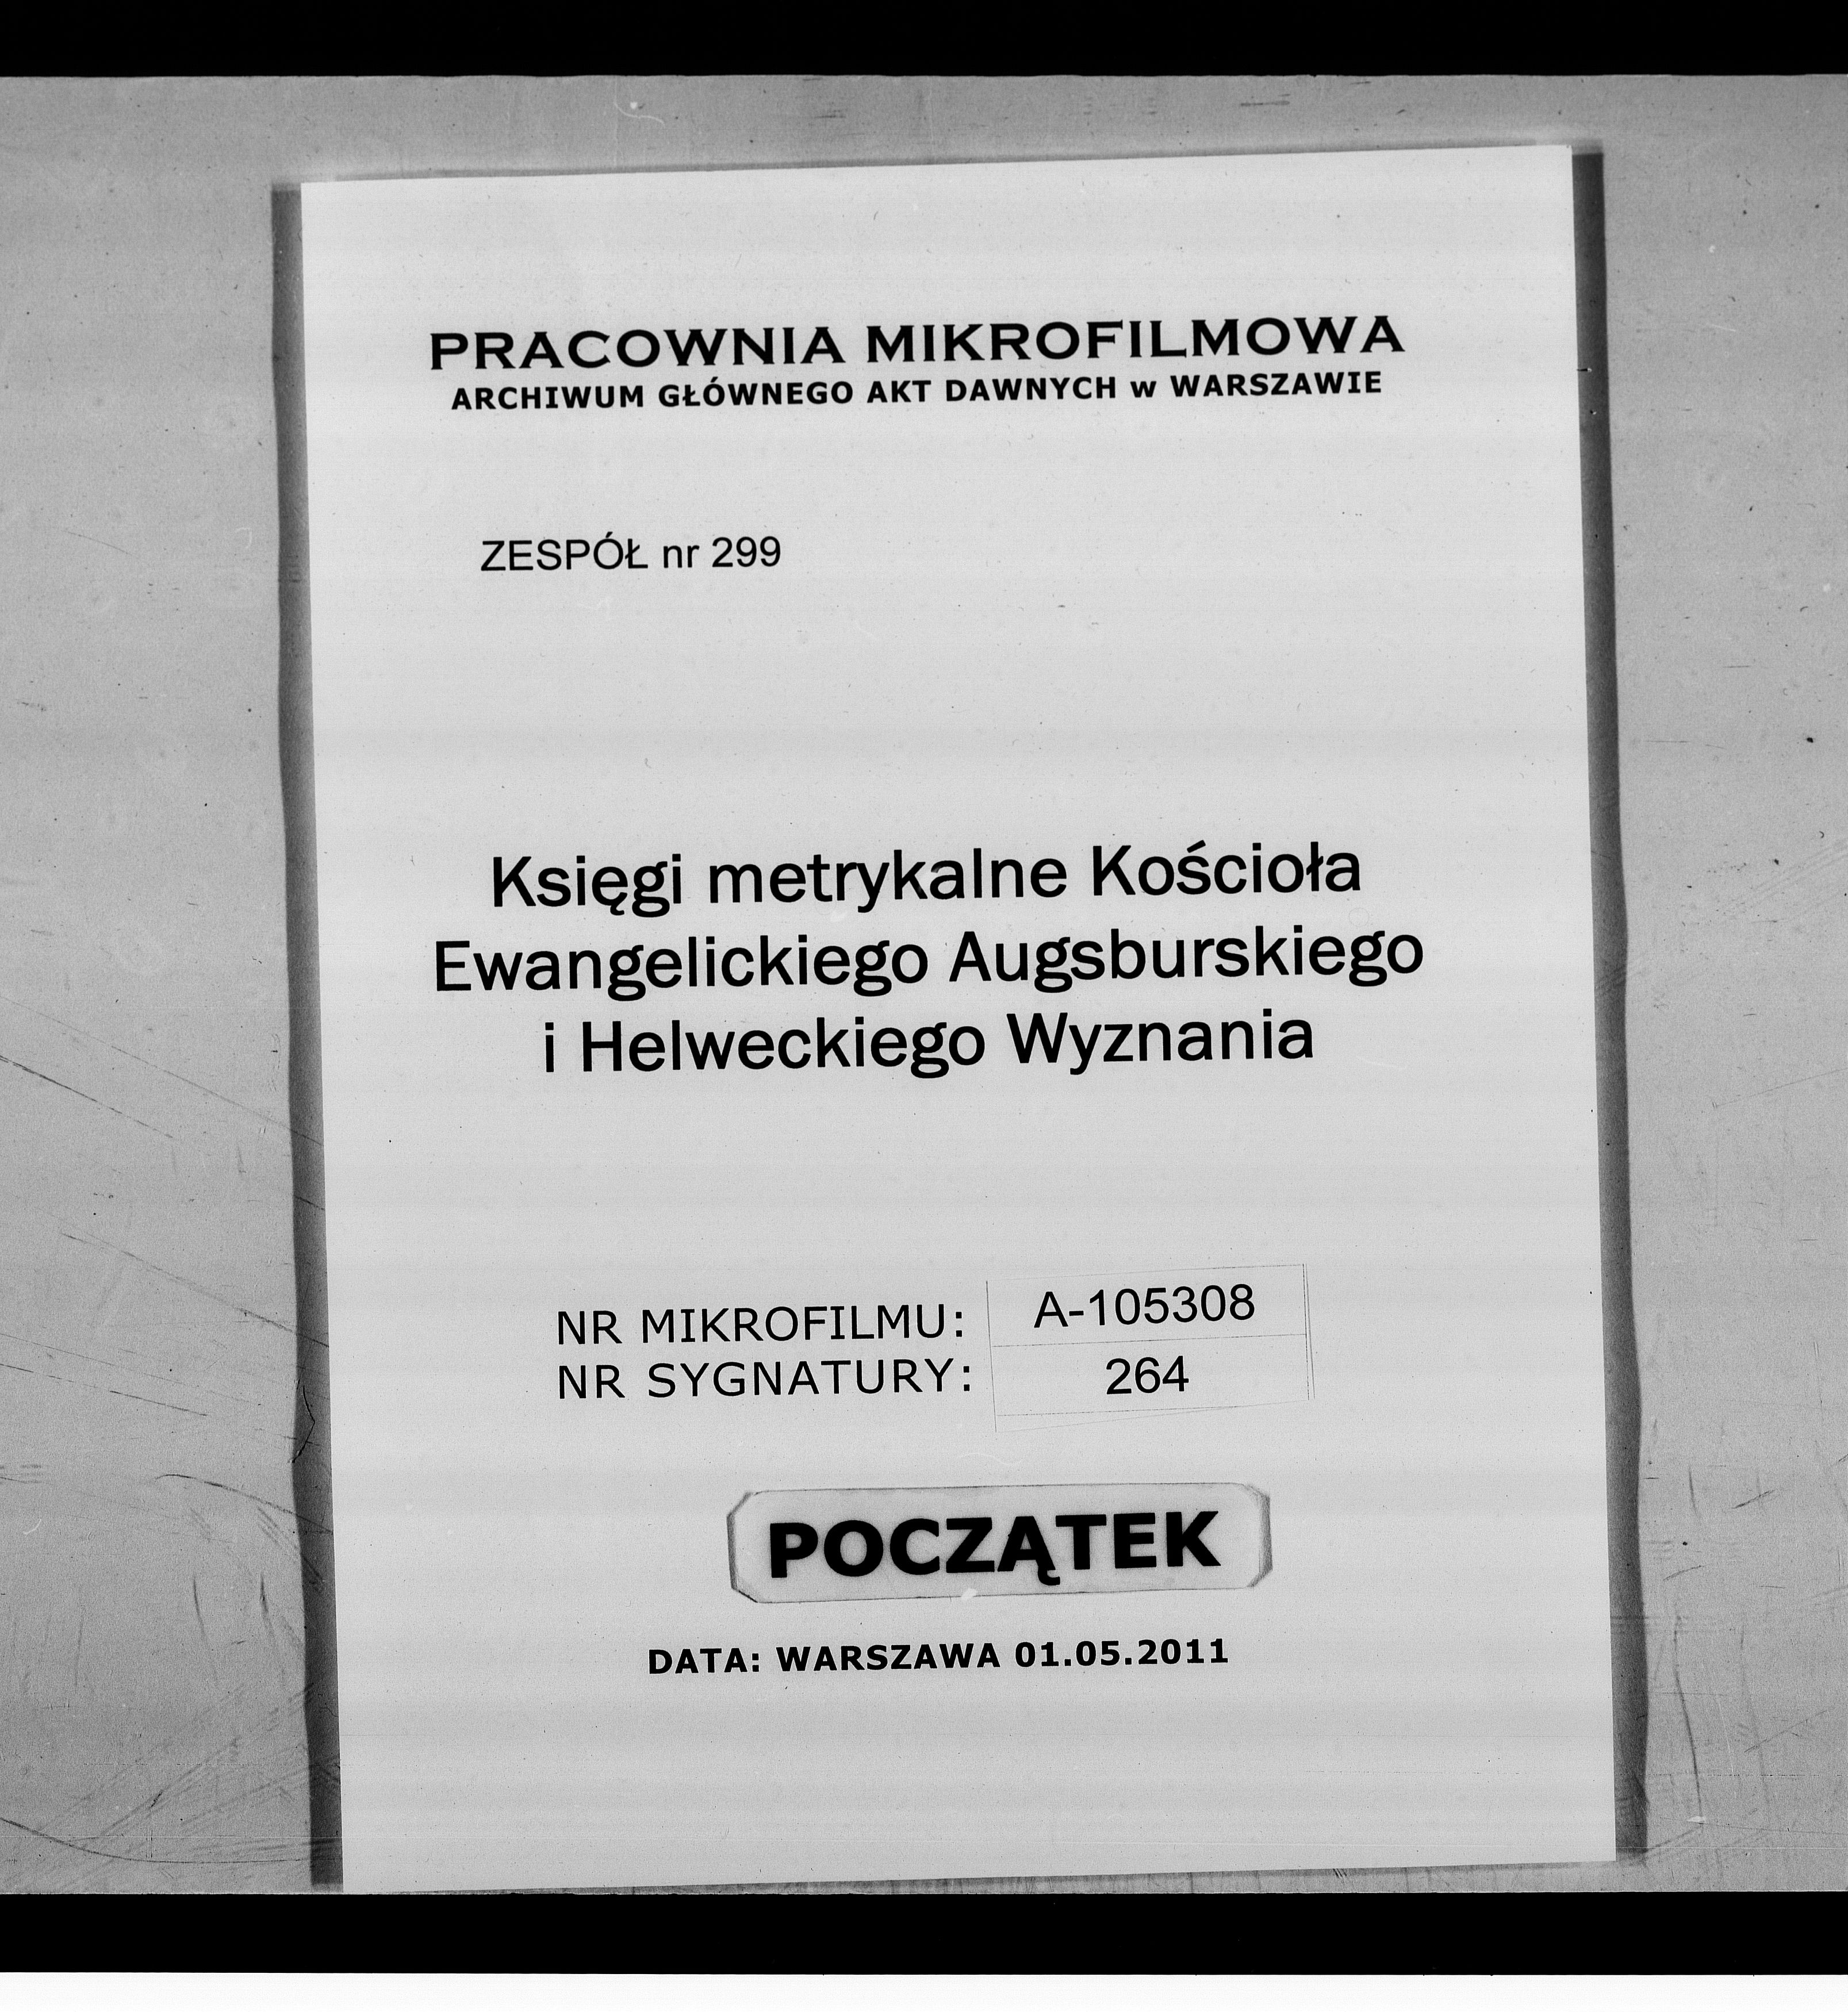 PRACOWNIA MIKROFILMOWA
ARCHIWUM GŁÓWNEGO AKT DAWNYCH w WARSZAWIE
ZESPÓŁ nr 299
Księgi metrykalne Kościoła
Ewangelickiego Augsburskiego
i Helweckiego Wyznania
NR MIKROFILMU: A-105308
NR SYGNATURY: 264
POCZĄTEK
DATA: WARSZAWA 01.05.2011